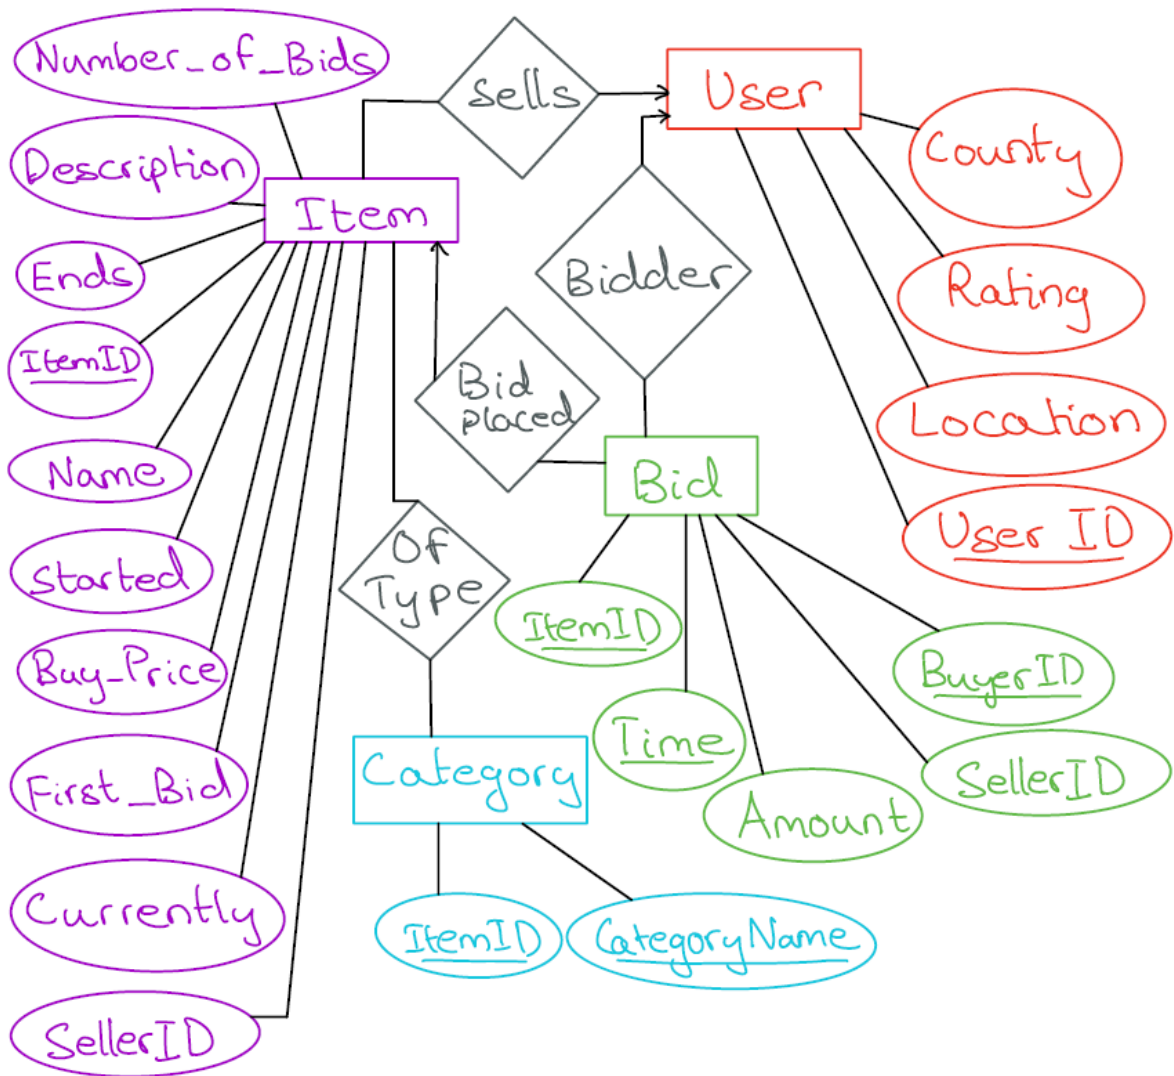 Number_of_Bids
Sells
User
County
Description
Item
Ends
Bidder
Rating
ItemID
Bid
placed
Location
Name
Bid
User ID
Started
Of
Type
ItemID
Buy_Price
BuyerID
Time
First_Bid
Category
SellerID
Amount
Currently
ItemID
CategoryName
SellerID